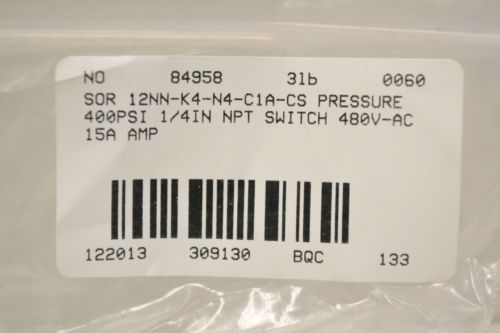 NO 84958 3lb 0060
SOR 12NN-K4-N4-C1A-CS PRESSURE
400PSI 1/4IN NPT SWITCH 480V-AC
15A AMP
122013 309130 BQC 133